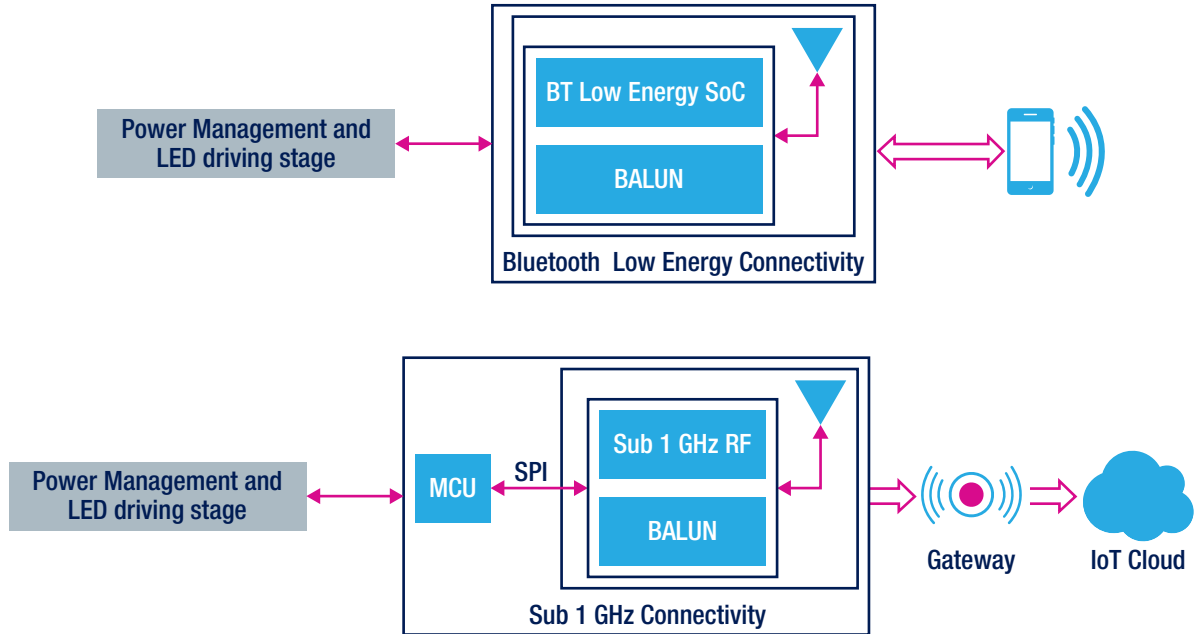 Power Management and
LED driving stage
BT Low Energy SoC
BALUN
Bluetooth Low Energy Connectivity
Power Management and
LED driving stage
MCU
SPI
Sub 1 GHz RF
BALUN
Gateway
IoT Cloud
Sub 1 GHz Connectivity